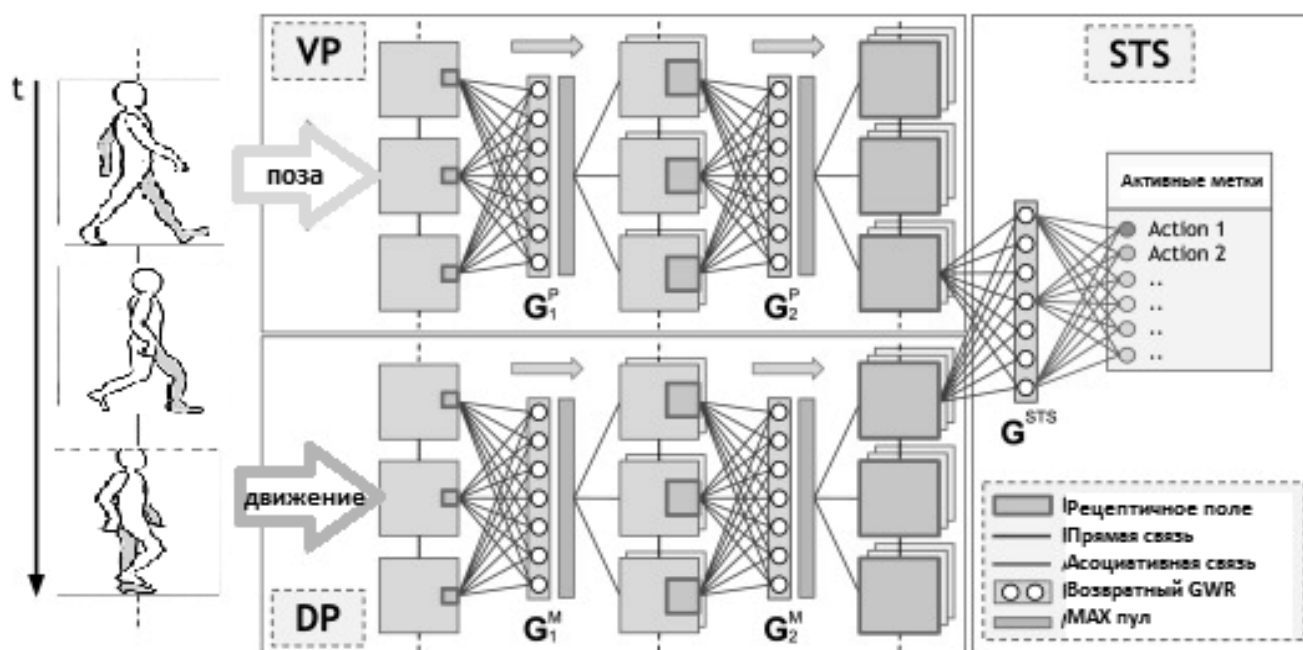 VP
STS
t
поза
Активные метки
Action 1
Action 2
..
..
..
..
G₁ᴾ
G₂ᴾ
движение
G^STS
DP
G₁ᴹ
G₂ᴹ
Рецептичное поле
Прямая связь
Асоциативная связь
Возвратный GWR
MAX пул